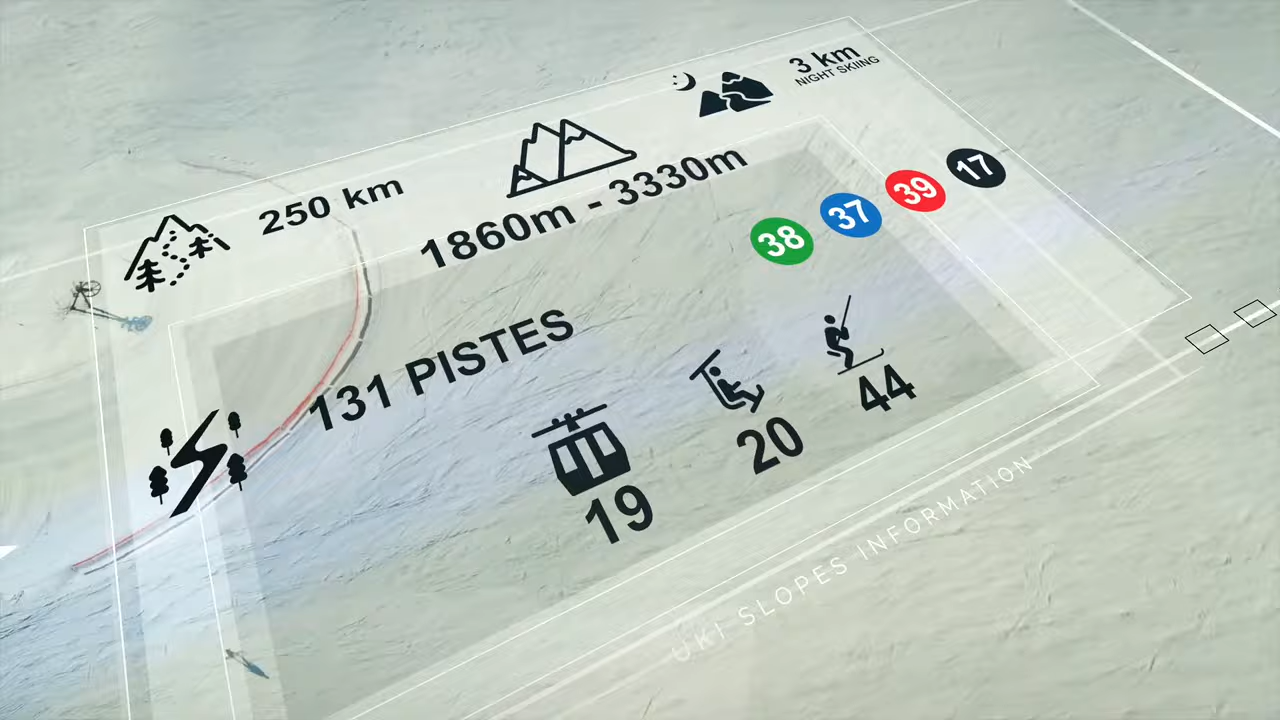 3 km
NIGHT SKIING
250 km
1860m - 3330m
38 37 39 17
131 PISTES
19 20 44
UKI SLOPES INFORMATION